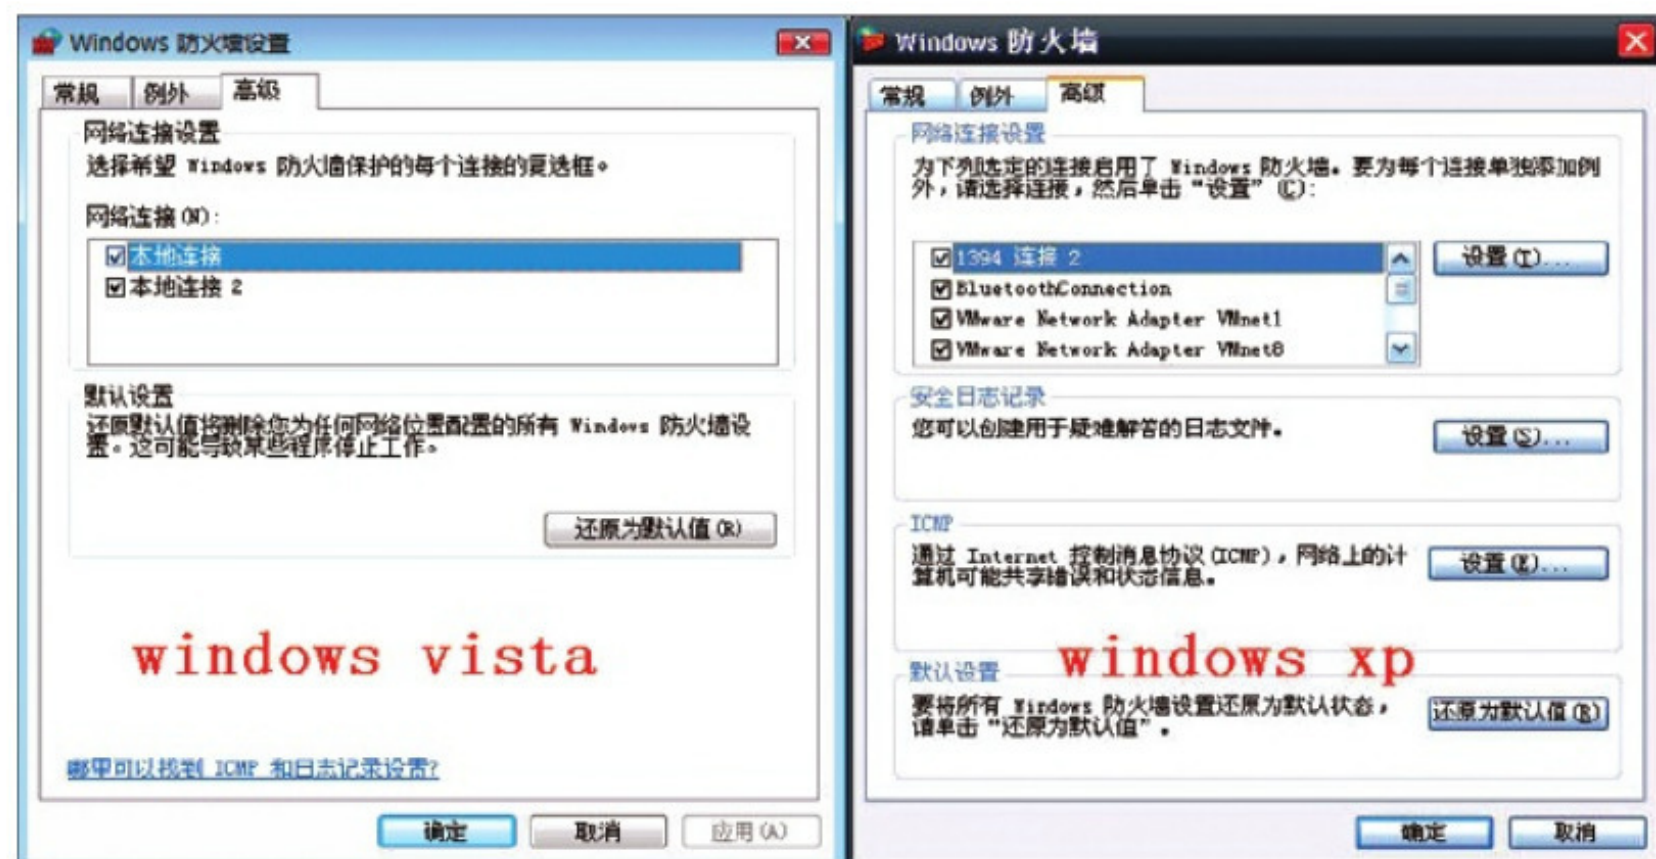 Windows 防火墙设置
常规 例外 高级
网络连接设置
选择希望 Windows 防火墙保护的每个连接的复选框。
网络连接(N):
本地连接
本地连接 2
默认设置
还原默认值将删除您为任何网络位置配置的所有 Windows 防火墙设
置。这可能导致某些程序停止工作。
还原为默认值(R)
windows vista
哪里可以找到 ICMP 和日志记录设置?
确定 取消 应用(A)
Windows 防火墙
常规 例外 高级
网络连接设置
为下列选定的连接启用了 Windows 防火墙。要为每个连接单独添加例
外，请选择连接，然后单击“设置”(C):
1394 连接 2
设置(T)...
BluetoothConnection
VMware Network Adapter VMnet1
VMware Network Adapter VMnet8
安全日志记录
您可以创建用于疑难解答的日志文件。
设置(S)...
ICMP
通过 Internet 控制消息协议(ICMP)，网络上的计
算机可能共享错误和状态信息。
设置(E)...
windows xp
默认设置
要将所有 Windows 防火墙设置还原为默认状态，
请单击“还原为默认值”。
还原为默认值(R)
确定 取消